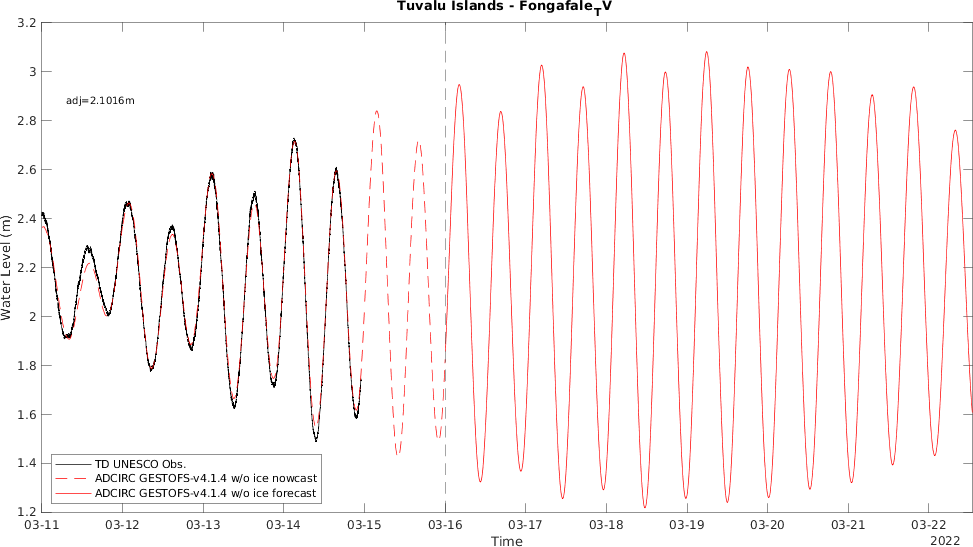 Tuvalu Islands - Fongafale_TV
3.2
3
2.8
2.6
2.4
2.2
2
1.8
1.6
1.4
1.2
Water Level (m)
adj=2.1016m
TD UNESCO Obs.
ADCIRC GESTOFS-v4.1.4 w/o ice nowcast
ADCIRC GESTOFS-v4.1.4 w/o ice forecast
03-11 03-12 03-13 03-14 03-15 03-16 03-17 03-18 03-19 03-20 03-21 03-22
Time
2022